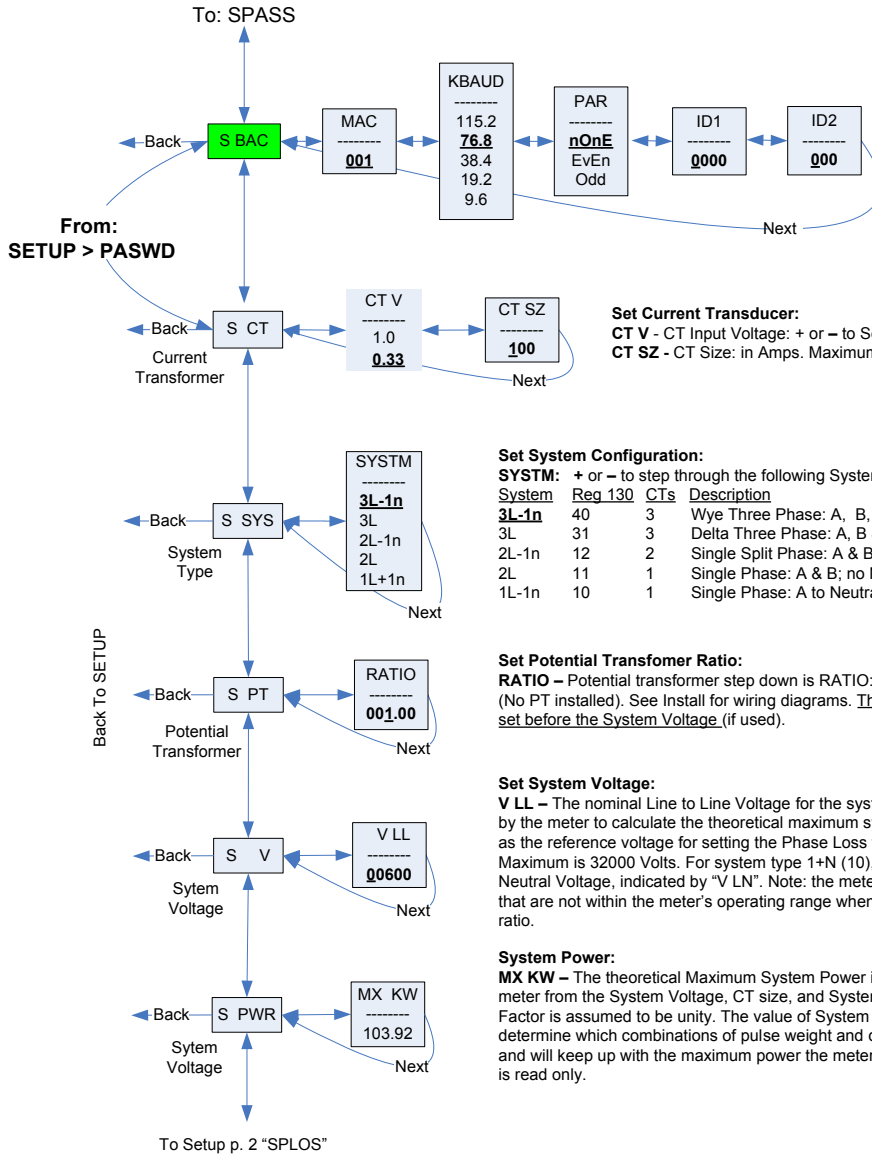 To: SPASS
Back
S BAC
MAC
--------
001
KBAUD
--------
115.2
76.8
38.4
19.2
9.6
PAR
--------
nOnE
EvEn
Odd
ID1
--------
0000
ID2
--------
000
Next
From:
SETUP > PASWD
Back
S CT
Current
Transformer
CT V
--------
1.0
0.33
CT SZ
--------
100
Next
Set Current Transducer:
CT V - CT Input Voltage: + or – to Se
CT SZ - CT Size: in Amps. Maximum
Back
S SYS
System
Type
SYSTM
--------
3L-1n
3L
2L-1n
2L
1L+1n
Next
Set System Configuration:
SYSTM: + or – to step through the following System
System Reg 130 CTs Description
3L-1n 40 3 Wye Three Phase: A, B,
3L 31 3 Delta Three Phase: A, B
2L-1n 12 2 Single Split Phase: A & B
2L 11 1 Single Phase: A & B; no
1L-1n 10 1 Single Phase: A to Neutra
Back To SETUP
Back
S PT
Potential
Transformer
RATIO
--------
001.00
Next
Set Potential Transfomer Ratio:
RATIO – Potential transformer step down is RATIO:
(No PT installed). See Install for wiring diagrams. Th
set before the System Voltage (if used).
Back
S V
Sytem
Voltage
V LL
--------
00600
Next
Set System Voltage:
V LL – The nominal Line to Line Voltage for the syst
by the meter to calculate the theoretical maximum s
as the reference voltage for setting the Phase Loss
Maximum is 32000 Volts. For system type 1+N (10),
Neutral Voltage, indicated by “V LN”. Note: the mete
that are not within the meter’s operating range when
ratio.
Back
S PWR
Sytem
Voltage
MX KW
--------
103.92
Next
System Power:
MX KW – The theoretical Maximum System Power i
meter from the System Voltage, CT size, and System
Factor is assumed to be unity. The value of System
determine which combinations of pulse weight and d
and will keep up with the maximum power the meter
is read only.
To Setup p. 2 “SPLOS”